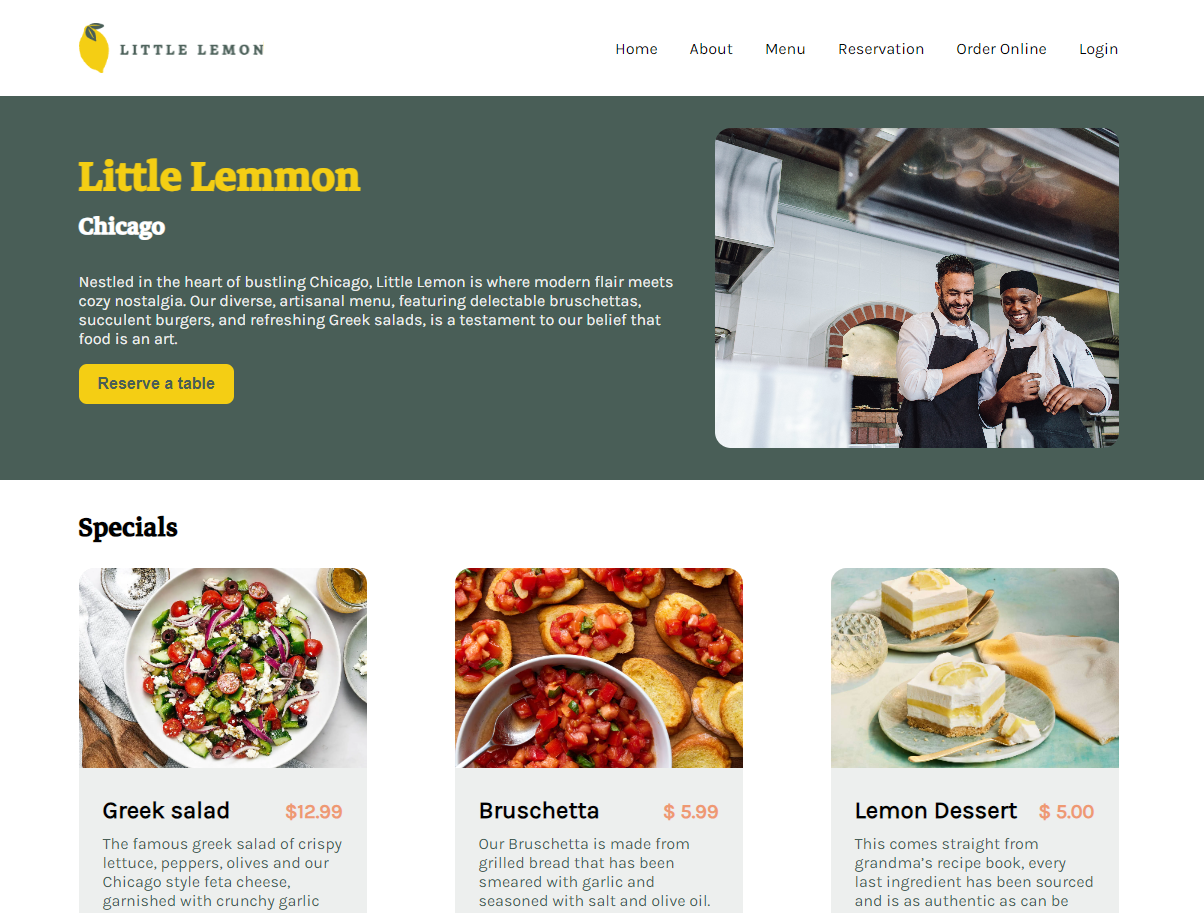 LITTLE LEMON
Home About Menu Reservation Order Online Login
Little Lemmon
Chicago
Nestled in the heart of bustling Chicago, Little Lemon is where modern flair meets
cozy nostalgia. Our diverse, artisanal menu, featuring delectable bruschettas,
succulent burgers, and refreshing Greek salads, is a testament to our belief that
food is an art.
Reserve a table
Specials
Greek salad $12.99
The famous greek salad of crispy
lettuce, peppers, olives and our
Chicago style feta cheese,
garnished with crunchy garlic
Bruschetta $ 5.99
Our Bruschetta is made from
grilled bread that has been
smeared with garlic and
seasoned with salt and olive oil.
Lemon Dessert $ 5.00
This comes straight from
grandma's recipe book, every
last ingredient has been sourced
and is as authentic as can be